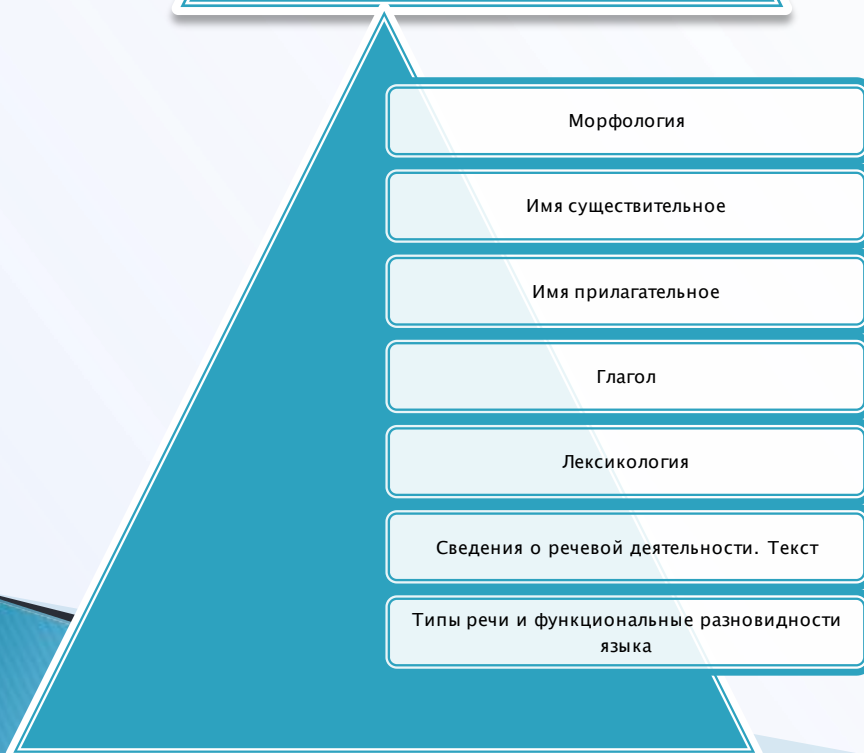 Морфология
Имя существительное
Имя прилагательное
Глагол
Лексикология
Сведения о речевой деятельности. Текст
Типы речи и функциональные разновидности
языка